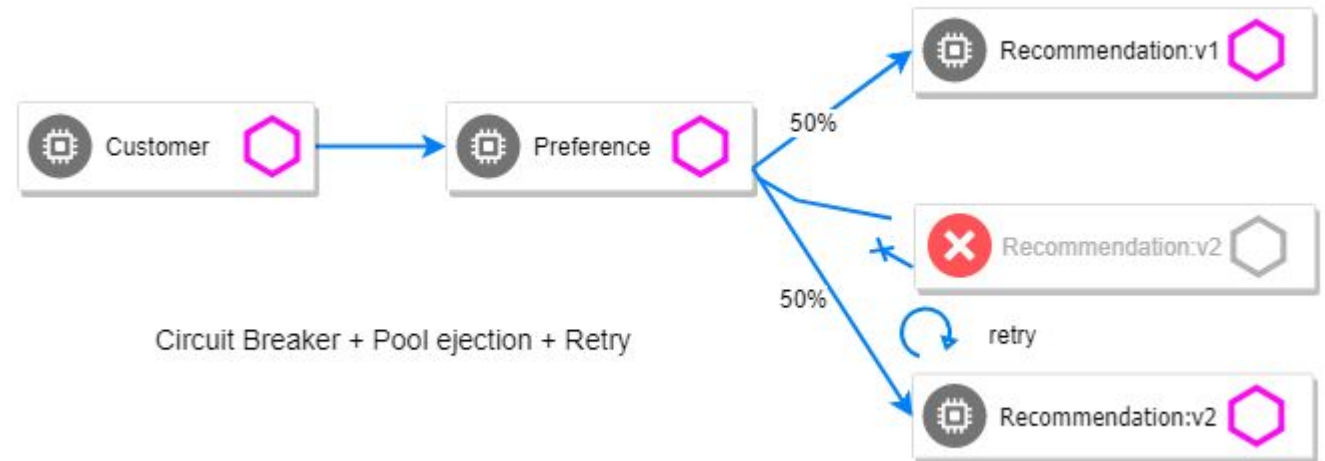 Recommendation:v1
50%
Customer
Preference
Recommendation:v2
50%
retry
Circuit Breaker + Pool ejection + Retry
Recommendation:v2